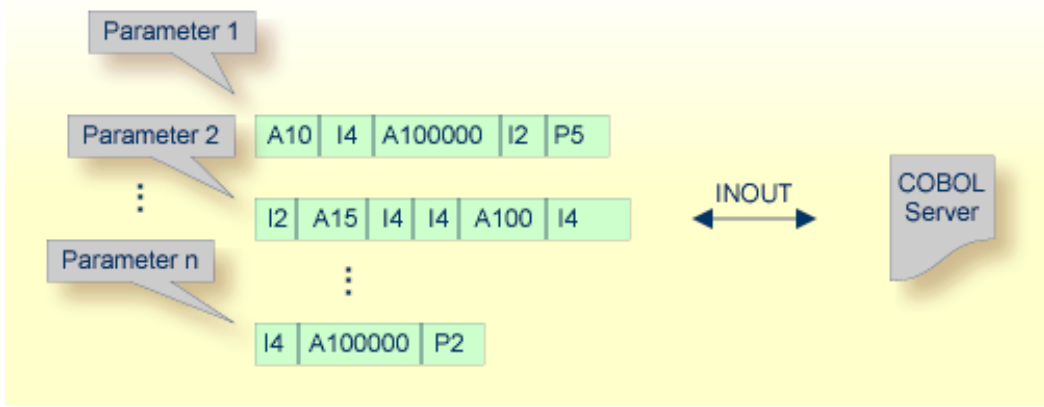 Parameter 1
Parameter 2
A10 I4 A100000 I2 P5
INOUT
COBOL
Server
I2 A15 I4 I4 A100 I4
Parameter n
I4 A100000 P2